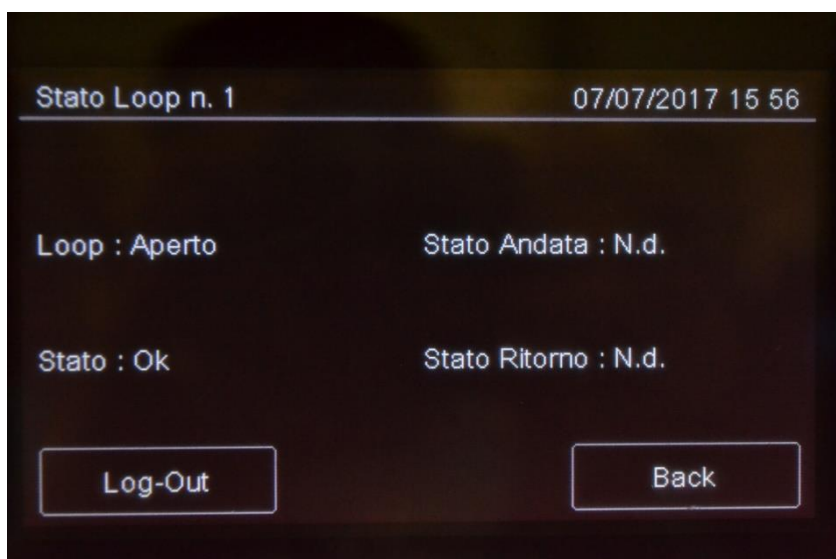 Stato Loop n. 1 07/07/2017 15 56
Loop : Aperto Stato Andata : N.d.
Stato : Ok Stato Ritorno : N.d.
Log-Out Back